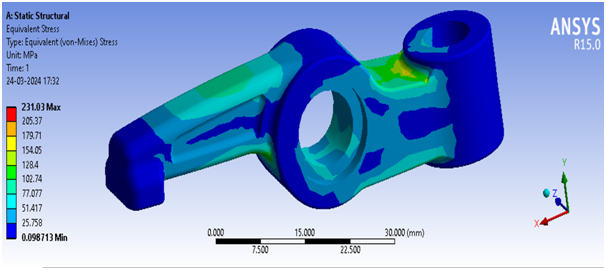 A: Static Structural
Equivalent Stress
Type: Equivalent (von-Mises) Stress
Unit: MPa
Time: 1
24-03-2024 17:32
231.03 Max
205.37
179.71
154.05
128.4
102.74
77.077
51.417
25.758
0.098713 Min
ANSYS
R15.0
0.000 15.000 30.000 (mm)
7.500 22.500
Y
Z
X